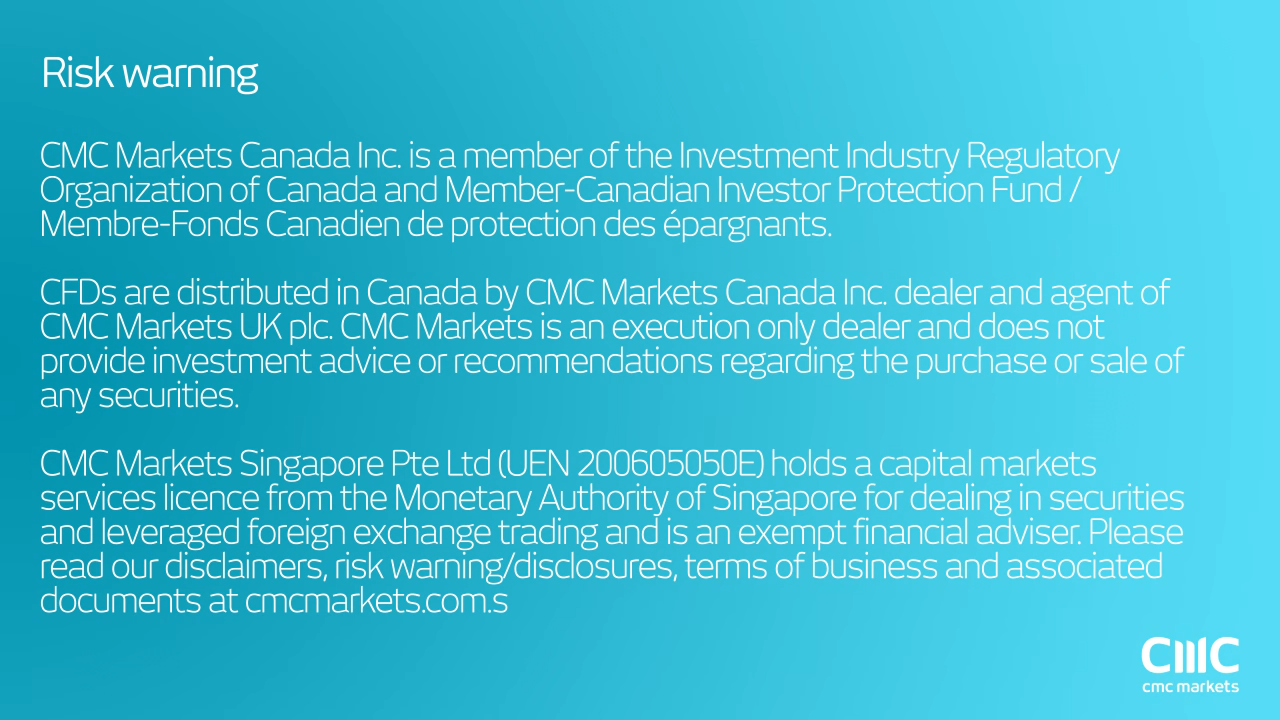 Risk warning
CMC Markets Canada Inc. is a member of the Investment Industry Regulatory
Organization of Canada and Member-Canadian Investor Protection Fund /
Membre-Fonds Canadien de protection des épargnants.
CFDs are distributed in Canada by CMC Markets Canada Inc. dealer and agent of
CMC Markets UK plc. CMC Markets is an execution only dealer and does not
provide investment advice or recommendations regarding the purchase or sale of
any securities.
CMC Markets Singapore Pte Ltd (UEN 200605050E) holds a capital markets
services licence from the Monetary Authority of Singapore for dealing in securities
and leveraged foreign exchange trading and is an exempt financial adviser. Please
read our disclaimers, risk warning/disclosures, terms of business and associated
documents at cmcmarkets.com.s
CMC
cmc markets